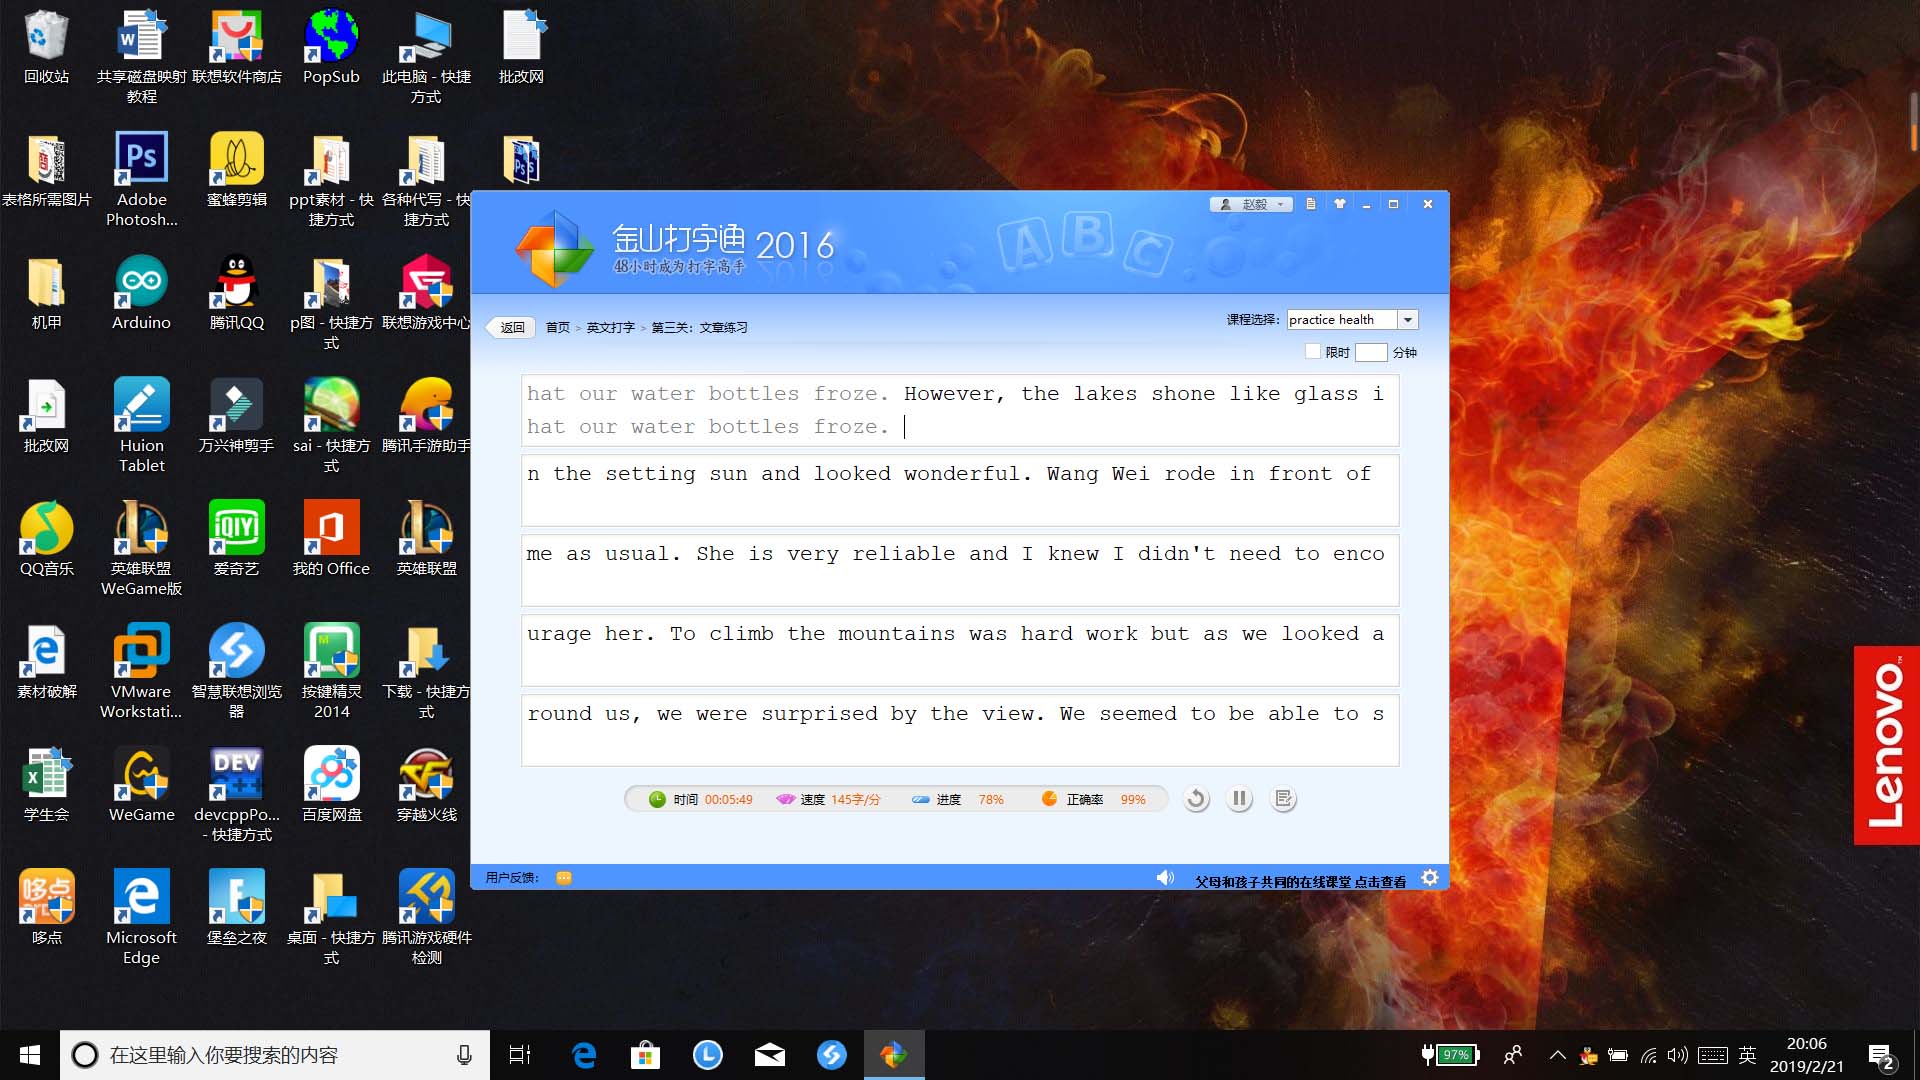 回收站
共享磁盘映射
教程
联想软件商店
PopSub
此电脑 - 快捷
方式
批改网
表格所需图片
Adobe
Photosh...
蜜蜂剪辑
ppt素材 - 快
捷方式
各种代写 - 快
捷方式
机甲
Arduino
腾讯QQ
p图 - 快捷方
式
联想游戏中心
批改网
Huion
Tablet
万兴神剪手
sai - 快捷方
式
腾讯手游助手
QQ音乐
英雄联盟
WeGame版
爱奇艺
我的 Office
英雄联盟
素材破解
VMware
Workstati...
智慧联想浏览
器
按键精灵
2014
下载 - 快捷方
式
学生会
WeGame
devcppPo...
- 快捷方式
百度网盘
穿越火线
哆点
Microsoft
Edge
堡垒之夜
桌面 - 快捷方
式
腾讯游戏硬件
检测
赵毅
金山打字通 2016
48小时成为打字高手
A B C
返回 首页 > 英文打字 > 第三关：文章练习
课程选择： practice health
限时 分钟
hat our water bottles froze. However, the lakes shone like glass i
hat our water bottles froze.
n the setting sun and looked wonderful. Wang Wei rode in front of
me as usual. She is very reliable and I knew I didn't need to enco
urage her. To climb the mountains was hard work but as we looked a
round us, we were surprised by the view. We seemed to be able to s
时间 00:05:49 速度 145字/分 进度 78% 正确率 99%
用户反馈：
父母和孩子共同的在线课堂 点击查看
Lenovo
在这里输入你要搜索的内容
97%
英
20:06
2019/2/21
2